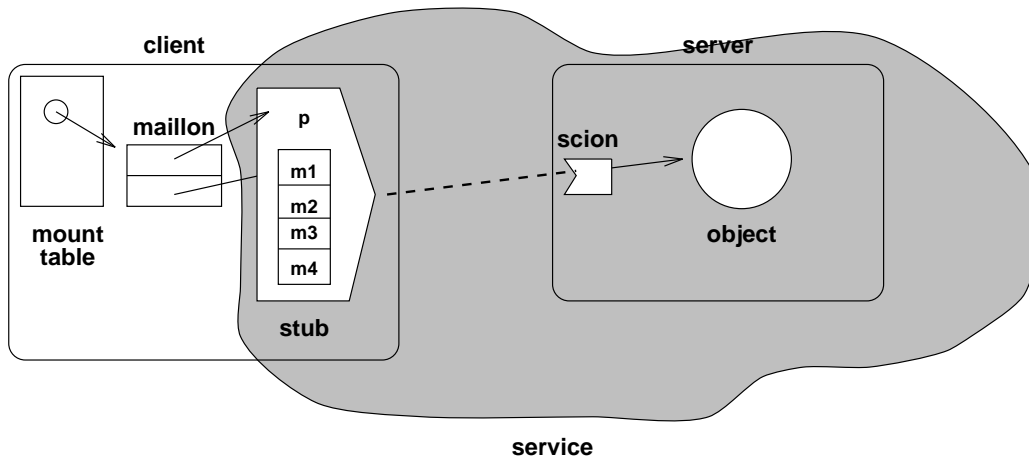 client
server
maillon
p
scion
m1
m2
m3
m4
mount
table
object
stub
service